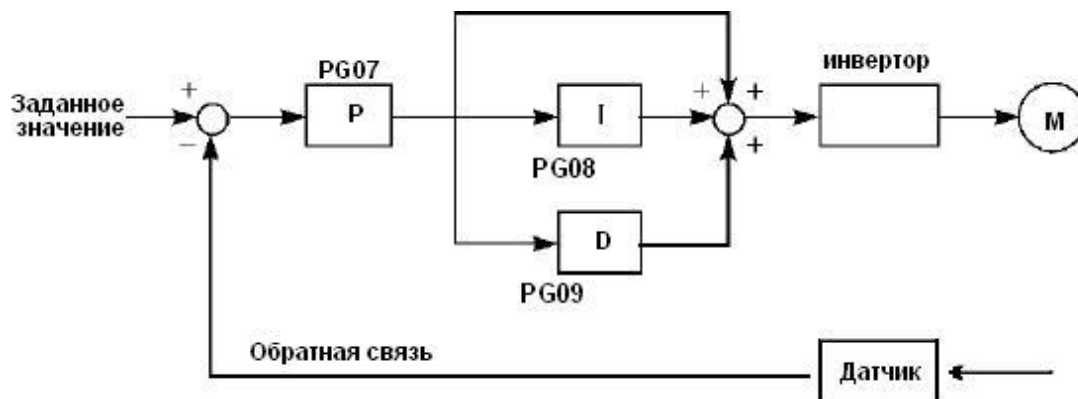 инвертор
PG07
+
Заданное
значение
−
P
I
+
+
+
M
PG08
D
PG09
Обратная связь
Датчик